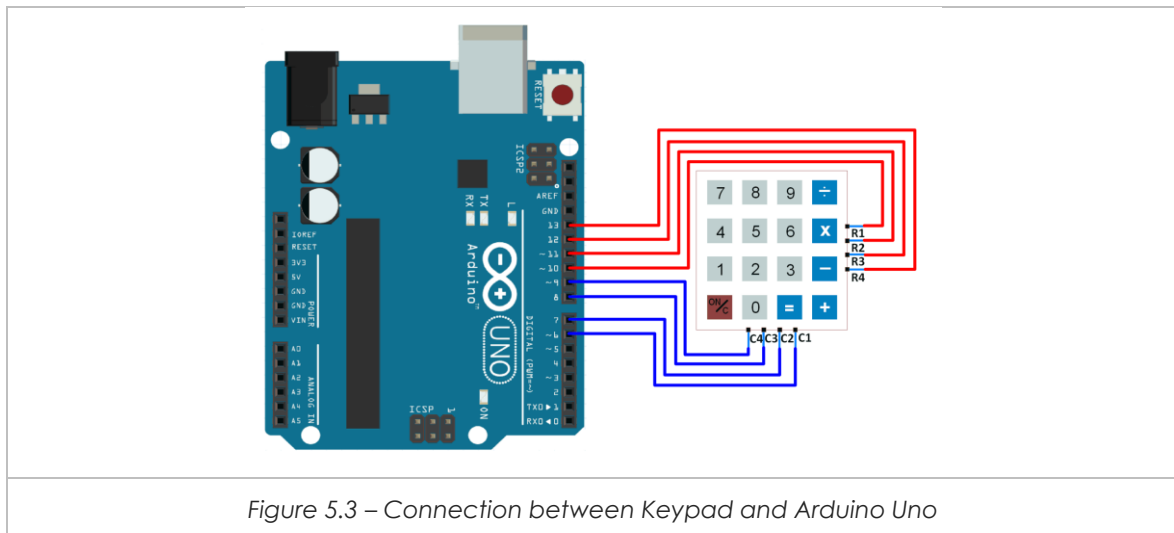 RESET
ICSP2
AREF
GND
13
12
~11
~10
~9
8
7
~6
~5
4
~3
2
TX0▶1
RX0◀0
DIGITAL (PWM=~)
L
TX
RX
Arduino™
UNO
ON
ICSP
1
IOREF
RESET
3V3
5V
GND
GND
VIN
POWER
A0
A1
A2
A3
A4
A5
ANALOG IN
7 8 9 ÷
4 5 6 X
1 2 3 −
ON/C 0 = +
R1
R2
R3
R4
C4 C3 C2 C1
Figure 5.3 – Connection between Keypad and Arduino Uno